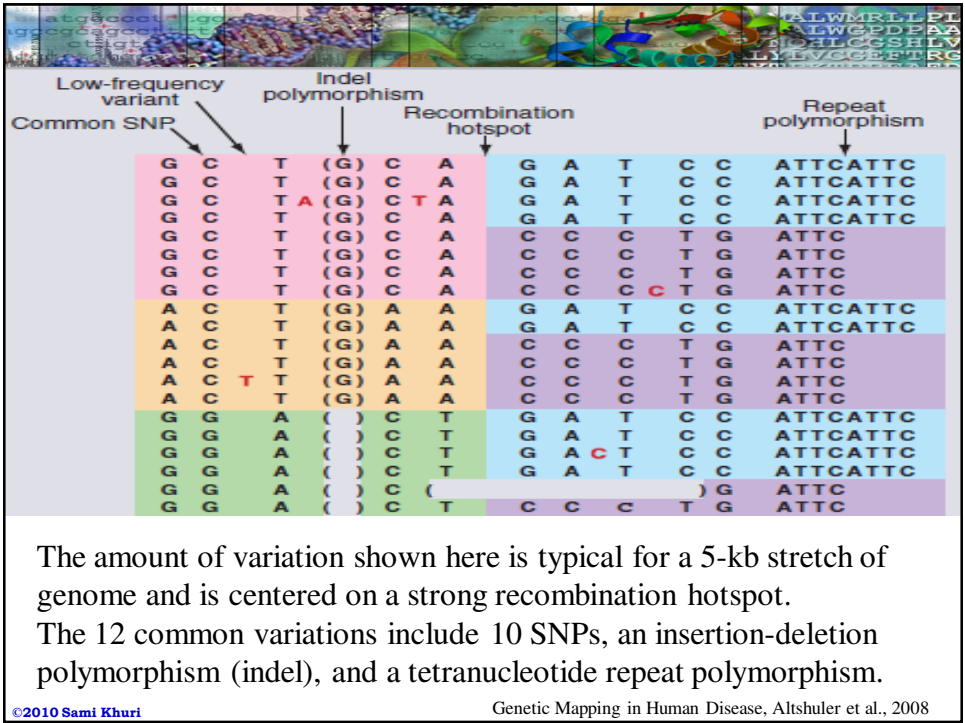 ALWMRLLPL
ALWGPDPAA
LYLVCGEFTRG
Low-frequency
variant
Indel
polymorphism
Common SNP
Recombination
hotspot
Repeat
polymorphism
G C T (G) C A G A T C C ATTCATTC
G C T (G) C A G A T C C ATTCATTC
G C T A (G) C T A G A T C C ATTCATTC
G C T (G) C A G A T C C ATTCATTC
G C T (G) C A C C C T G ATTC
G C T (G) C A C C C T G ATTC
G C T (G) C A C C C T G ATTC
G C T (G) C A C C C C T G ATTC
A C T (G) A A G A T C C ATTCATTC
A C T (G) A A G A T C C ATTCATTC
A C T (G) A A C C C T G ATTC
A C T (G) A A C C C T G ATTC
A C T T (G) A A C C C T G ATTC
A C T (G) A A C C C T G ATTC
G G A ( ) C T G A T C C ATTCATTC
G G A ( ) C T G A T C C ATTCATTC
G G A ( ) C T G A C T C C ATTCATTC
G G A ( ) C T G A T C C ATTCATTC
G G A ( ) C ( ) G ATTC
G G A ( ) C T C C C T G ATTC
The amount of variation shown here is typical for a 5-kb stretch of
genome and is centered on a strong recombination hotspot.
The 12 common variations include 10 SNPs, an insertion-deletion
polymorphism (indel), and a tetranucleotide repeat polymorphism.
©2010 Sami Khuri
Genetic Mapping in Human Disease, Altshuler et al., 2008